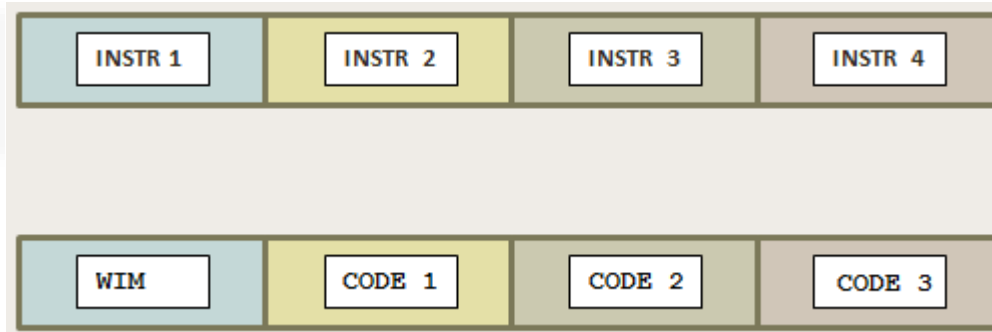 INSTR 1 INSTR 2 INSTR 3 INSTR 4
WIM CODE 1 CODE 2 CODE 3